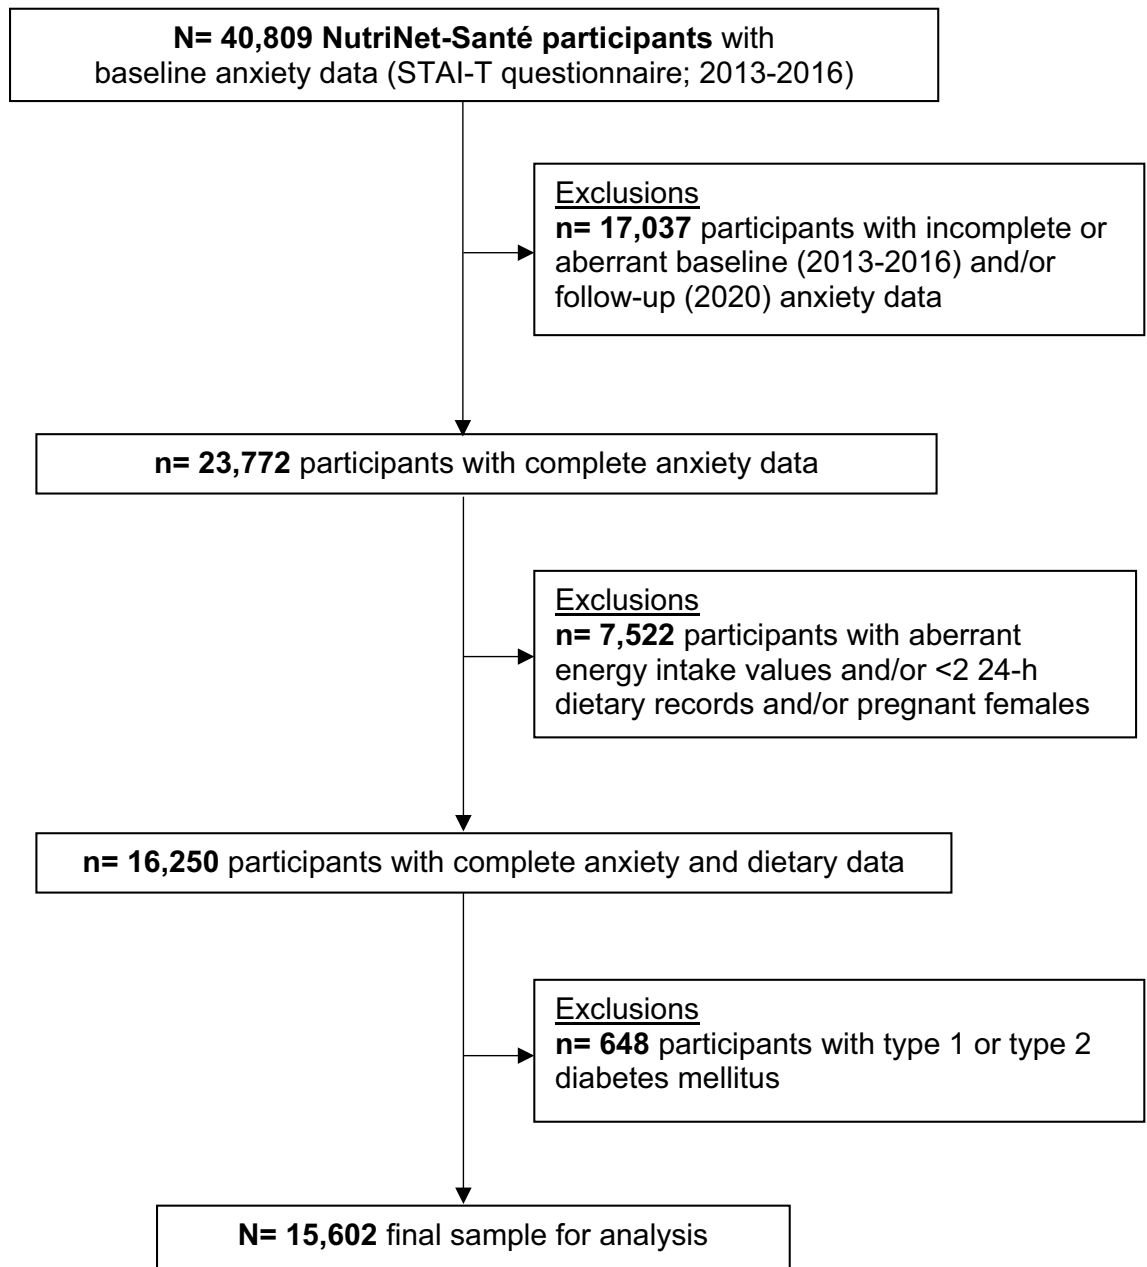 N= 40,809 NutriNet-Santé participants with
baseline anxiety data (STAI-T questionnaire; 2013-2016)
Exclusions
n= 17,037 participants with incomplete or
aberrant baseline (2013-2016) and/or
follow-up (2020) anxiety data
n= 23,772 participants with complete anxiety data
Exclusions
n= 7,522 participants with aberrant
energy intake values and/or <2 24-h
dietary records and/or pregnant females
n= 16,250 participants with complete anxiety and dietary data
Exclusions
n= 648 participants with type 1 or type 2
diabetes mellitus
N= 15,602 final sample for analysis